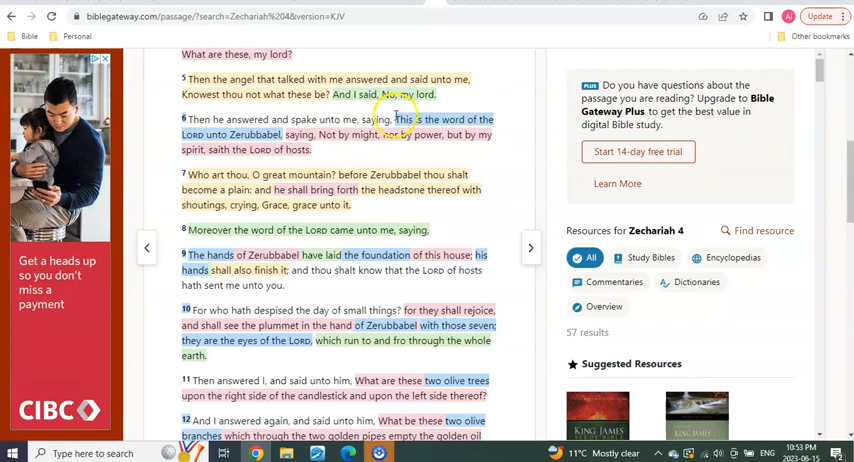 biblegateway.com/passage/?search=Zechariah%204&version=KJV
AI
Update
Bible
Personal
Other bookmarks
What are these, my lord?
5 Then the angel that talked with me answered and said unto me,
Knowest thou not what these be? And I said, No, my lord.
6 Then he answered and spake unto me, saying, This is the word of the
LORD unto Zerubbabel, saying, Not by might, nor by power, but by my
spirit, saith the LORD of hosts.
7 Who art thou, O great mountain? before Zerubbabel thou shalt
become a plain: and he shall bring forth the headstone thereof with
shoutings, crying, Grace, grace unto it.
8 Moreover the word of the LORD came unto me, saying,
9 The hands of Zerubbabel have laid the foundation of this house; his
hands shall also finish it; and thou shalt know that the LORD of hosts
hath sent me unto you.
10 For who hath despised the day of small things? for they shall rejoice,
and shall see the plummet in the hand of Zerubbabel with those seven;
they are the eyes of the LORD, which run to and fro through the whole
earth.
11 Then answered I, and said unto him, What are these two olive trees
upon the right side of the candlestick and upon the left side thereof?
12 And I answered again, and said unto him, What be these two olive
branches which through the two golden pipes empty the golden oil
Get a heads up
so you don't
miss a
payment
CIBC
PLUS Do you have questions about the
passage you are reading? Upgrade to Bible
Gateway Plus to get the best value in
digital Bible study.
Start 14-day free trial
Learn More
Resources for Zechariah 4
Find resource
All
Study Bibles
Encyclopedias
Commentaries
Dictionaries
Overview
57 results
Suggested Resources
KING JAMES
KING JAMES
Type here to search
11°C Mostly clear
ENG
10:53 PM
2023-06-15
2